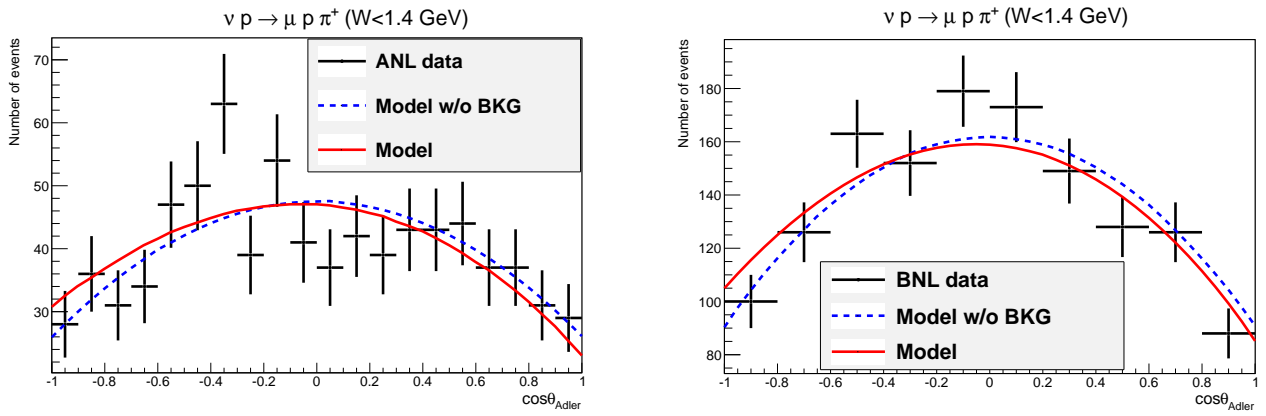 ν p → μ p π⁺ (W<1.4 GeV)
Number of events
70
60
50
40
30
ANL data
Model w/o BKG
Model
-1 -0.8 -0.6 -0.4 -0.2 0 0.2 0.4 0.6 0.8 1
cosθ_Adler
ν p → μ p π⁺ (W<1.4 GeV)
Number of events
180
160
140
120
100
80
BNL data
Model w/o BKG
Model
-1 -0.8 -0.6 -0.4 -0.2 0 0.2 0.4 0.6 0.8 1
cosθ_Adler